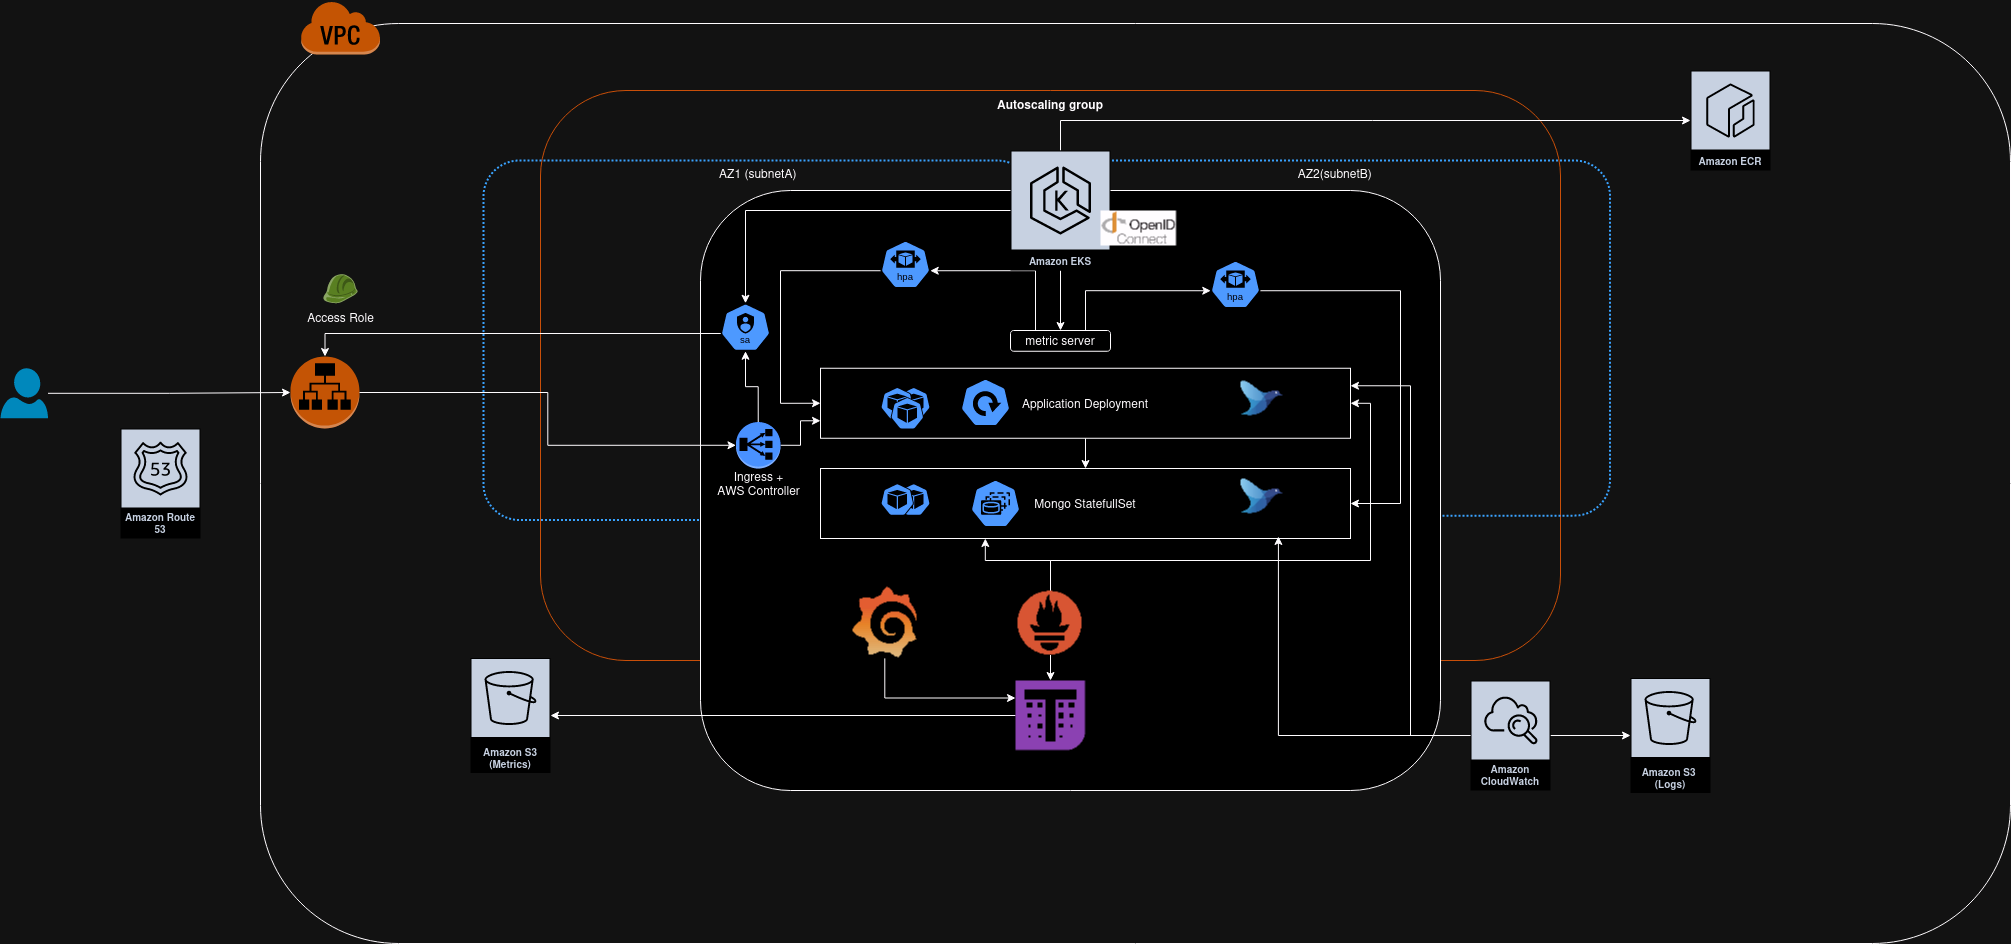 VPC
Autoscaling group
Amazon ECR
AZ1 (subnetA)
AZ2(subnetB)
K
OpenID
Connect
Amazon EKS
hpa
hpa
Access Role
sa
metric server
Application Deployment
53
Amazon Route
53
Ingress +
AWS Controller
Mongo StatefullSet
T
Amazon S3
(Metrics)
Amazon
CloudWatch
Amazon S3
(Logs)